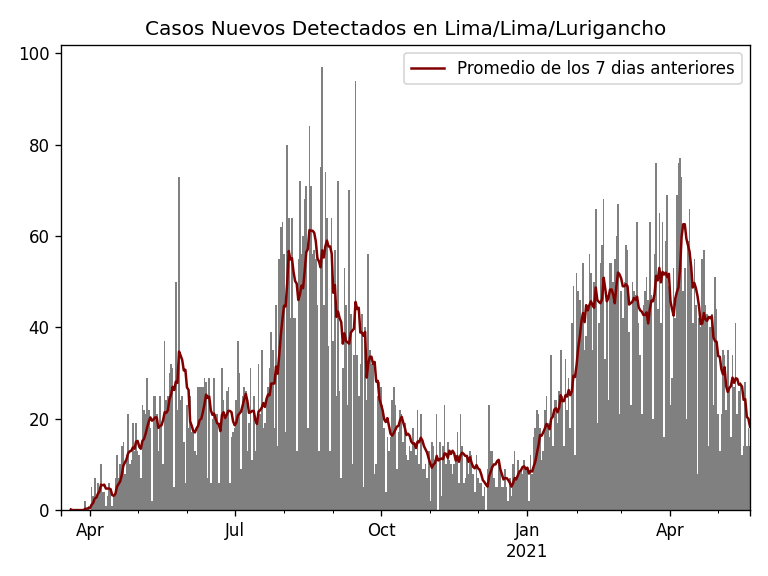 Casos Nuevos Detectados en Lima/Lima/Lurigancho
Promedio de los 7 dias anteriores
100
80
60
40
20
0
Apr
Jul
Oct
Jan
2021
Apr